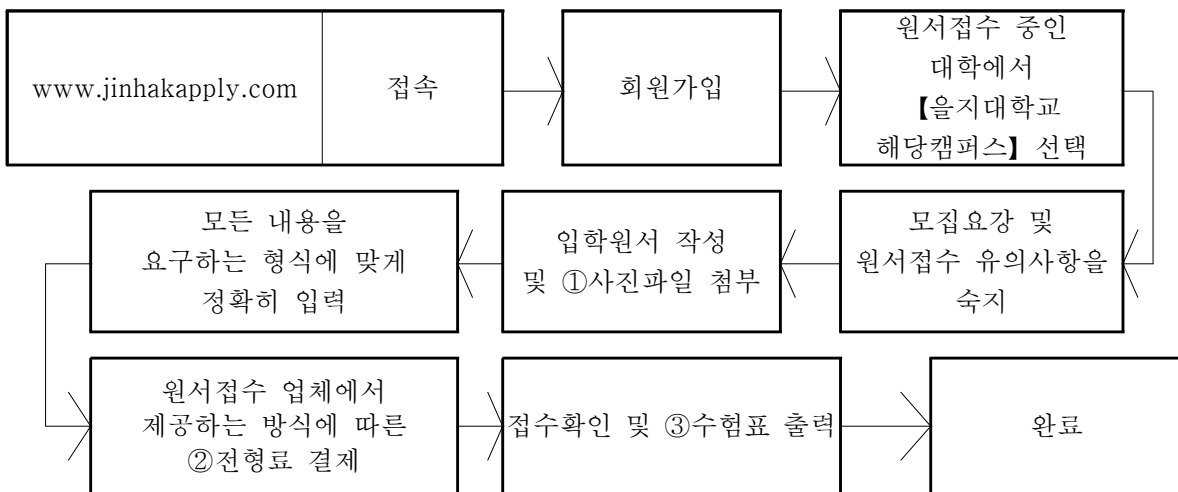 www.jinhakapply.com
접속
회원가입
원서접수 중인
대학에서
【을지대학교
해당캠퍼스】 선택
모집요강 및
원서접수 유의사항을
숙지
입학원서 작성
및 ①사진파일 첨부
모든 내용을
요구하는 형식에 맞게
정확히 입력
원서접수 업체에서
제공하는 방식에 따른
②전형료 결제
접수확인 및 ③수험표 출력
완료